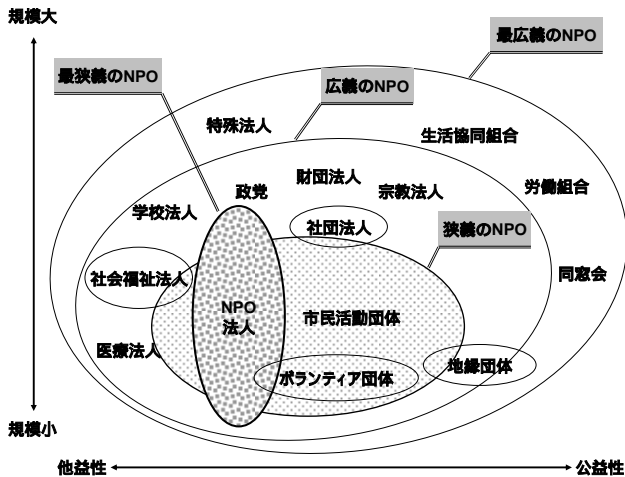 規模大
最広義のNPO
最狭義のNPO
広義のNPO
特殊法人
生活協同組合
財団法人
政党
宗教法人
労働組合
学校法人
社団法人
狭義のNPO
社会福祉法人
同窓会
NPO
法人
市民活動団体
医療法人
ボランティア団体
地縁団体
規模小
他益性
公益性